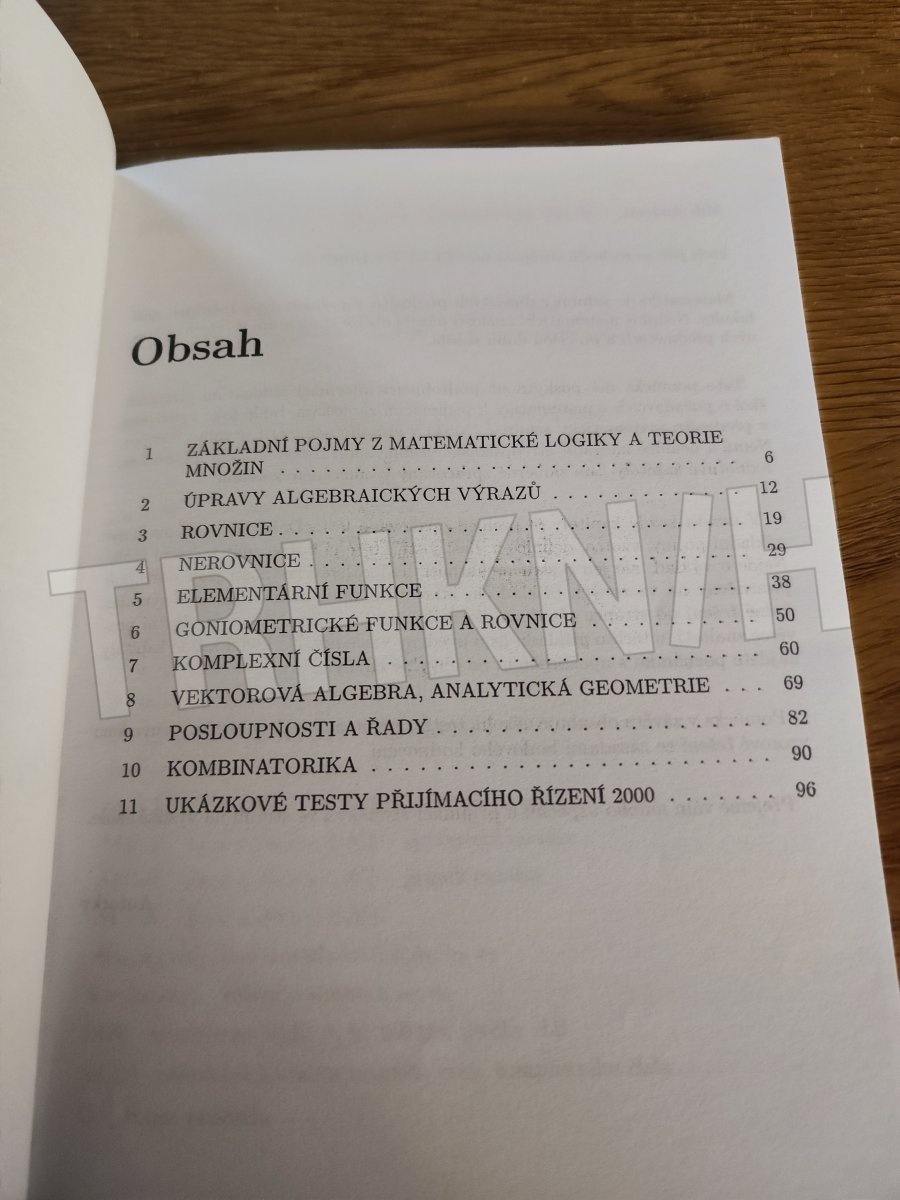 Obsah
1 ZÁKLADNÍ POJMY Z MATEMATICKÉ LOGIKY A TEORIE
MNOŽIN . . . . . . . . . . . . . . . . . . . . . . . . . . . . . . . . 6
2 ÚPRAVY ALGEBRAICKÝCH VÝRAZŮ . . . . . . . . . . . . . 12
3 ROVNICE . . . . . . . . . . . . . . . . . . . . . . . . . . . . . . . . 19
4 NEROVNICE . . . . . . . . . . . . . . . . . . . . . . . . . . . . . . 29
5 ELEMENTÁRNÍ FUNKCE . . . . . . . . . . . . . . . . . . . . . 38
6 GONIOMETRICKÉ FUNKCE A ROVNICE . . . . . . . . . . . 50
7 KOMPLEXNÍ ČÍSLA . . . . . . . . . . . . . . . . . . . . . . . . 60
8 VEKTOROVÁ ALGEBRA, ANALYTICKÁ GEOMETRIE . . . 69
9 POSLOUPNOSTI A ŘADY . . . . . . . . . . . . . . . . . . . . . 82
10 KOMBINATORIKA . . . . . . . . . . . . . . . . . . . . . . . . 90
11 UKÁZKOVÉ TESTY PŘIJÍMACÍHO ŘÍZENÍ 2000 . . . . . . . 96
TRHKNIH